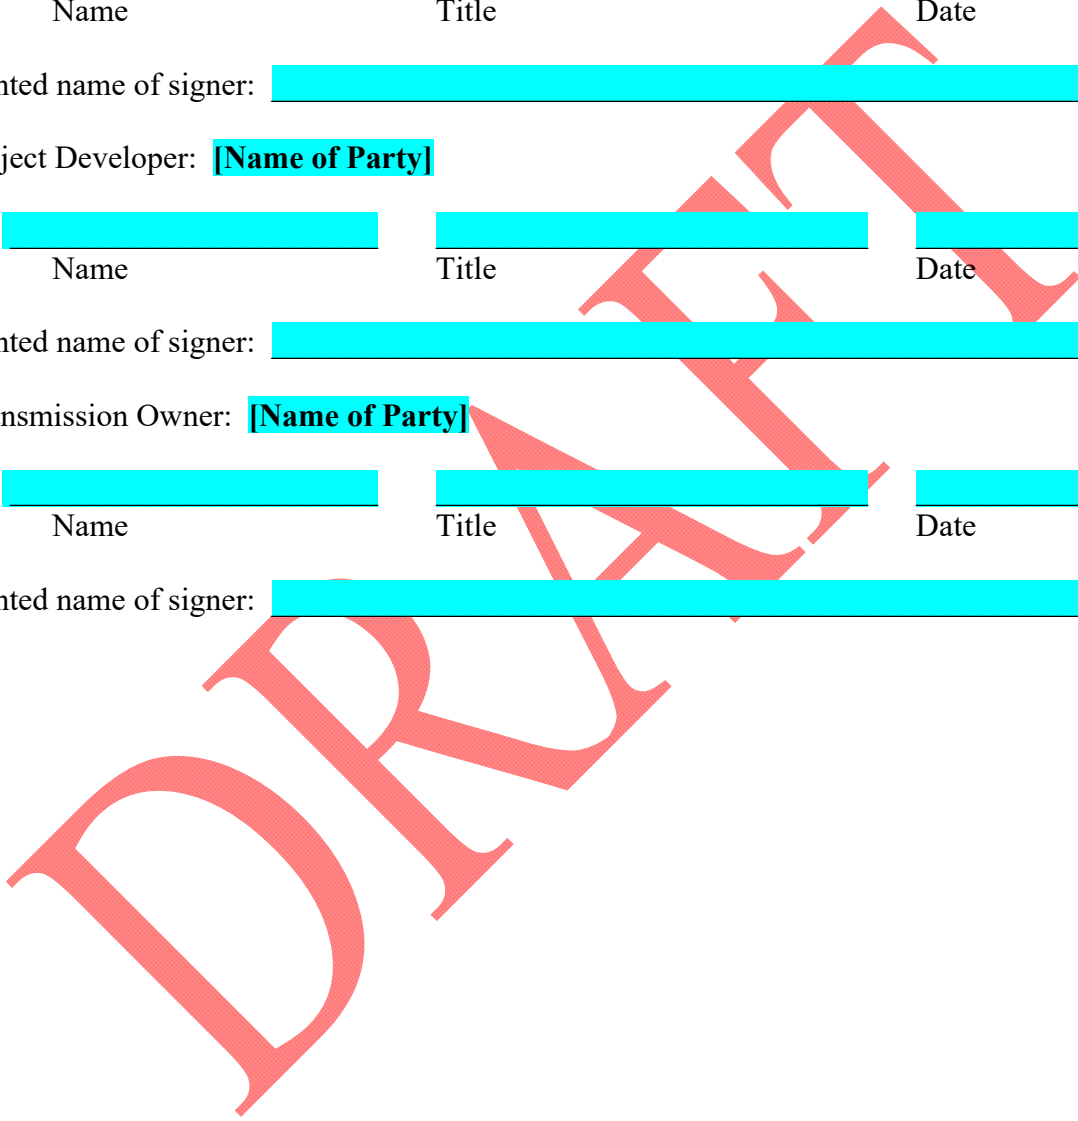 Name Title Date
nted name of signer:
ject Developer: [Name of Party]
Name Title Date
nted name of signer:
nsmission Owner: [Name of Party]
Name Title Date
nted name of signer:
DRAFT